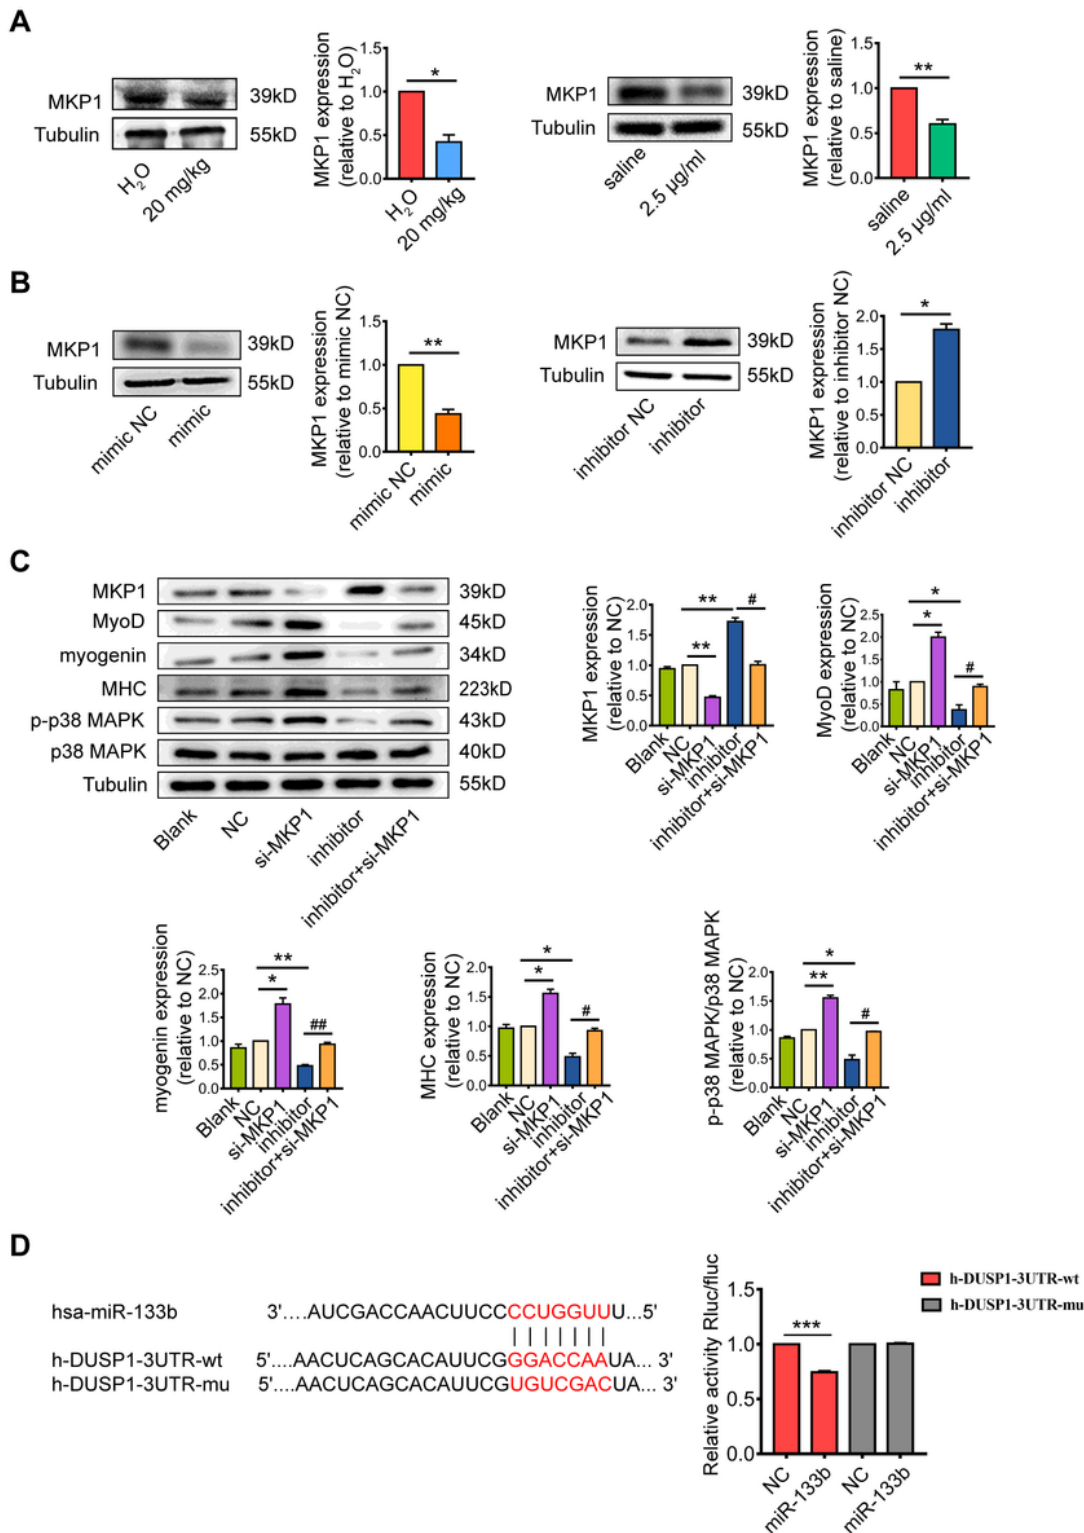 A
MKP1
39kD
Tubulin
55kD
H₂O
20 mg/kg
MKP1 expression
(relative to H₂O)
1.5
1.0
0.5
0.0
*
H₂O
20 mg/kg
MKP1
39kD
Tubulin
55kD
saline
2.5 µg/ml
MKP1 expression
(relative to saline)
1.5
1.0
0.5
0.0
**
saline
2.5 µg/ml
B
MKP1
39kD
Tubulin
55kD
mimic NC
mimic
MKP1 expression
(relative to mimic NC)
1.5
1.0
0.5
0.0
**
mimic NC
mimic
MKP1
39kD
Tubulin
55kD
inhibitor NC
inhibitor
MKP1 expression
(relative to inhibitor NC)
2.0
1.5
1.0
0.5
0.0
*
inhibitor NC
inhibitor
C
MKP1
39kD
MyoD
45kD
myogenin
34kD
MHC
223kD
p-p38 MAPK
43kD
p38 MAPK
40kD
Tubulin
55kD
Blank
NC
si-MKP1
inhibitor
inhibitor+si-MKP1
MKP1 expression
(relative to NC)
2.0
1.5
1.0
0.5
0.0
** #
**
Blank
NC
si-MKP1
inhibitor
inhibitor+si-MKP1
MyoD expression
(relative to NC)
2.5
2.0
1.5
1.0
0.5
0.0
*
*
#
Blank
NC
si-MKP1
inhibitor
inhibitor+si-MKP1
myogenin expression
(relative to NC)
2.5
2.0
1.5
1.0
0.5
0.0
**
*
##
Blank
NC
si-MKP1
inhibitor
inhibitor+si-MKP1
MHC expression
(relative to NC)
2.0
1.5
1.0
0.5
0.0
*
*
#
Blank
NC
si-MKP1
inhibitor
inhibitor+si-MKP1
p-p38 MAPK/p38 MAPK
(relative to NC)
2.0
1.5
1.0
0.5
0.0
*
**
#
Blank
NC
si-MKP1
inhibitor
inhibitor+si-MKP1
D
hsa-miR-133b 3'....AUCGACCAACUUCCCCUGGUUU...5'
h-DUSP1-3UTR-wt 5'....AACUCAGCACAUUCGGGACCAAUA... 3'
h-DUSP1-3UTR-mu 5'....AACUCAGCACAUUCGUGUCGACUA... 3'
Relative activity Rluc/fluc
1.5
1.0
0.5
0.0
***
NC
miR-133b
NC
miR-133b
h-DUSP1-3UTR-wt
h-DUSP1-3UTR-mu